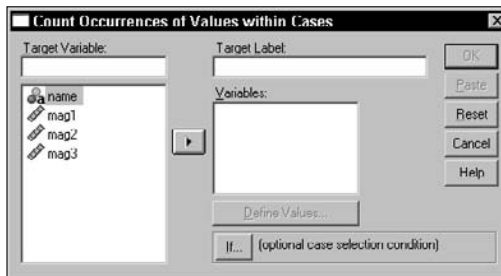 Count Occurrences of Values within Cases
Target Variable:
Target Label:
OK
name
Variables:
Paste
mag1
Reset
mag2
mag3
Cancel
Help
Define Values...
If...
(optional case selection condition)